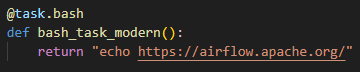 @task.bash
def bash_task_modern():
    return "echo https://airflow.apache.org/"